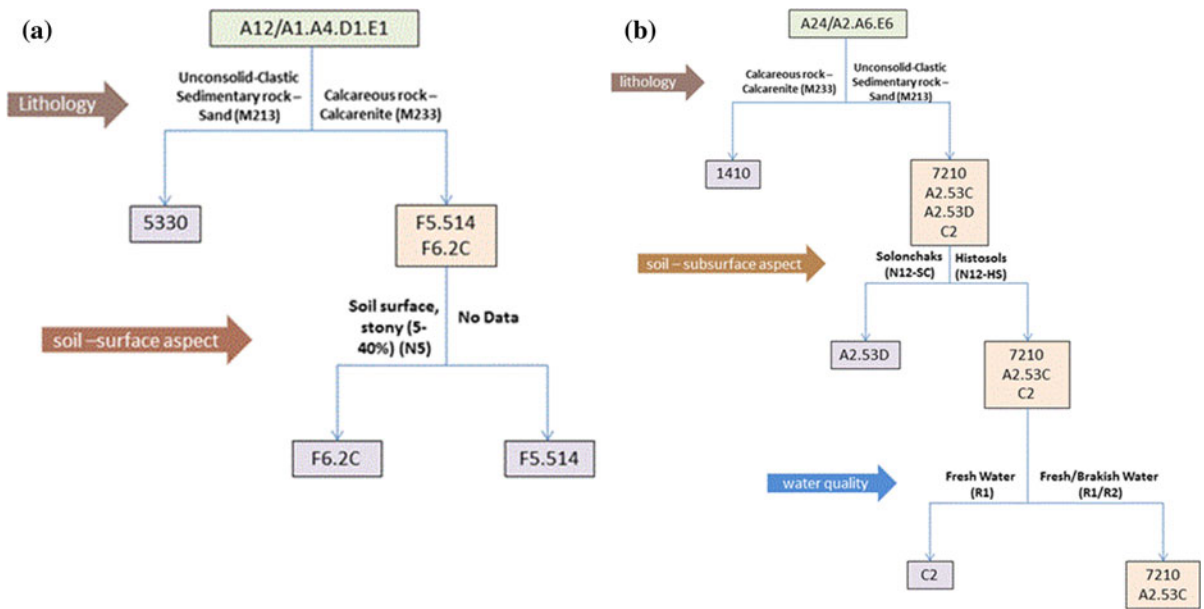 (a)
A12/A1.A4.D1.E1
Lithology
Unconsolid-Clastic
Sedimentary rock –
Sand (M213)
Calcareous rock –
Calcarenite (M233)
5330
F5.514
F6.2C
soil –surface aspect
Soil surface,
stony (5-
40%) (N5)
No Data
F6.2C
F5.514
(b)
A24/A2.A6.E6
lithology
Calcareous rock –
Calcarenite (M233)
Unconsolid-Clastic
Sedimentary rock –
Sand (M213)
1410
7210
A2.53C
A2.53D
C2
soil – subsurface aspect
Solonchaks
(N12-SC)
Histosols
(N12-HS)
A2.53D
7210
A2.53C
C2
water quality
Fresh Water
(R1)
Fresh/Brakish Water
(R1/R2)
C2
7210
A2.53C